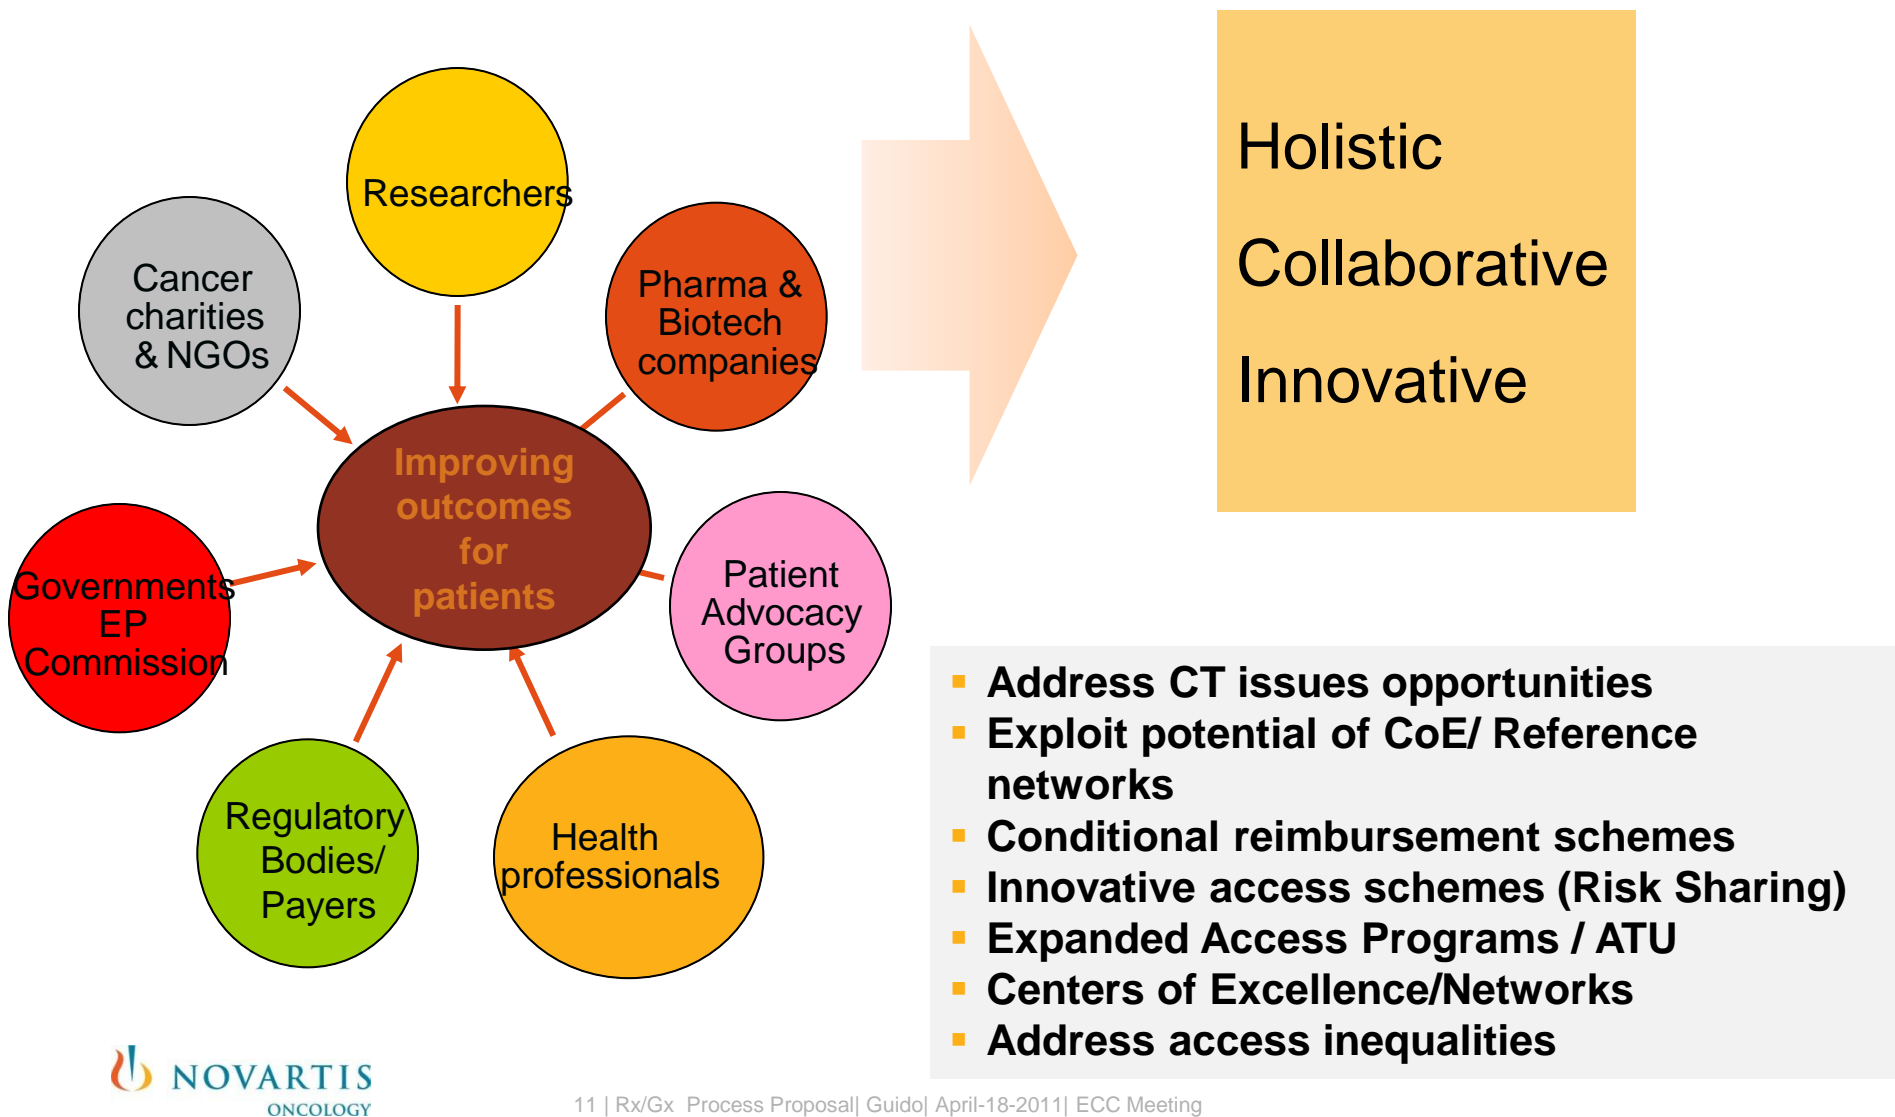 Researchers
Cancer
charities
& NGOs
Pharma &
Biotech
companies
Improving
outcomes
for
patients
Governments
EP
Commission
Patient
Advocacy
Groups
Regulatory
Bodies/
Payers
Health
professionals
Holistic
Collaborative
Innovative
▪ Address CT issues opportunities
▪ Exploit potential of CoE/ Reference
networks
▪ Conditional reimbursement schemes
▪ Innovative access schemes (Risk Sharing)
▪ Expanded Access Programs / ATU
▪ Centers of Excellence/Networks
▪ Address access inequalities
NOVARTIS
ONCOLOGY
11 | Rx/Gx Process Proposal| Guido| April-18-2011| ECC Meeting